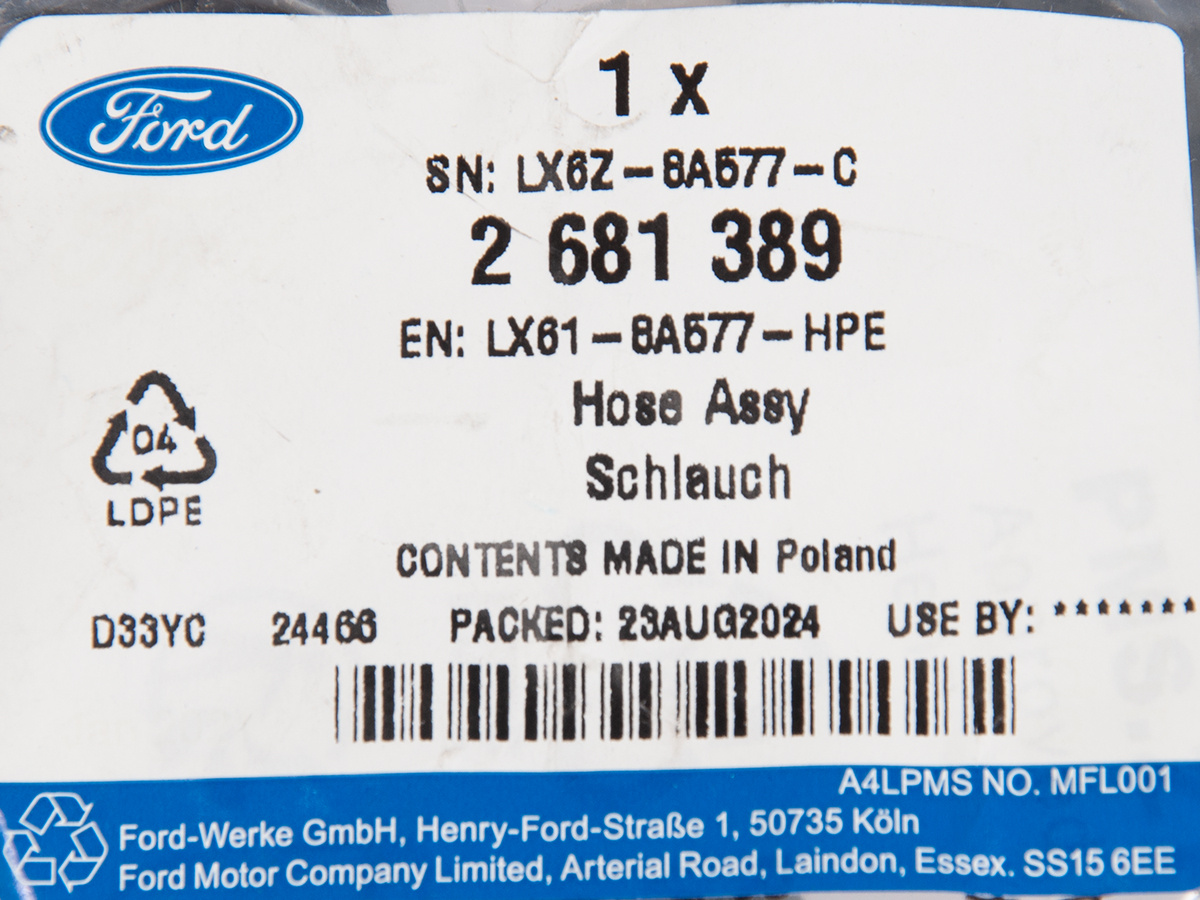 Ford
1 x
SN: LX6Z-8A577-C
2 681 389
EN: LX61-8A577-HPE
Hose Assy
Schlauch
04
LDPE
CONTENTS MADE IN Poland
D33YC 24466 PACKED: 23AUG2024 USE BY: *******
A4LPMS NO. MFL001
Ford-Werke GmbH, Henry-Ford-Straße 1, 50735 Köln
Ford Motor Company Limited, Arterial Road, Laindon, Essex. SS15 6EE